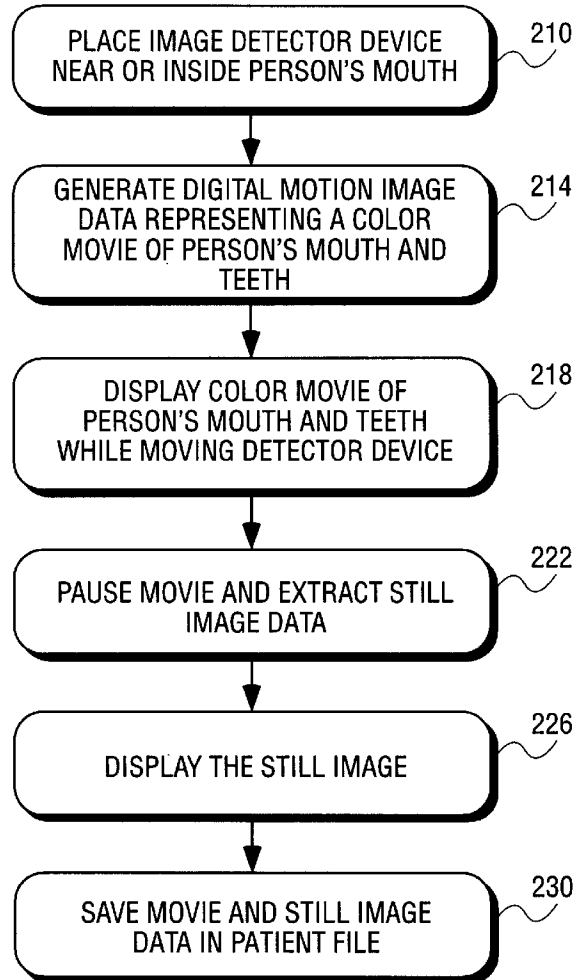 PLACE IMAGE DETECTOR DEVICE
NEAR OR INSIDE PERSON'S MOUTH
210
GENERATE DIGITAL MOTION IMAGE
DATA REPRESENTING A COLOR
MOVIE OF PERSON'S MOUTH AND
TEETH
214
DISPLAY COLOR MOVIE OF
PERSON'S MOUTH AND TEETH
WHILE MOVING DETECTOR DEVICE
218
PAUSE MOVIE AND EXTRACT STILL
IMAGE DATA
222
DISPLAY THE STILL IMAGE
226
SAVE MOVIE AND STILL IMAGE
DATA IN PATIENT FILE
230